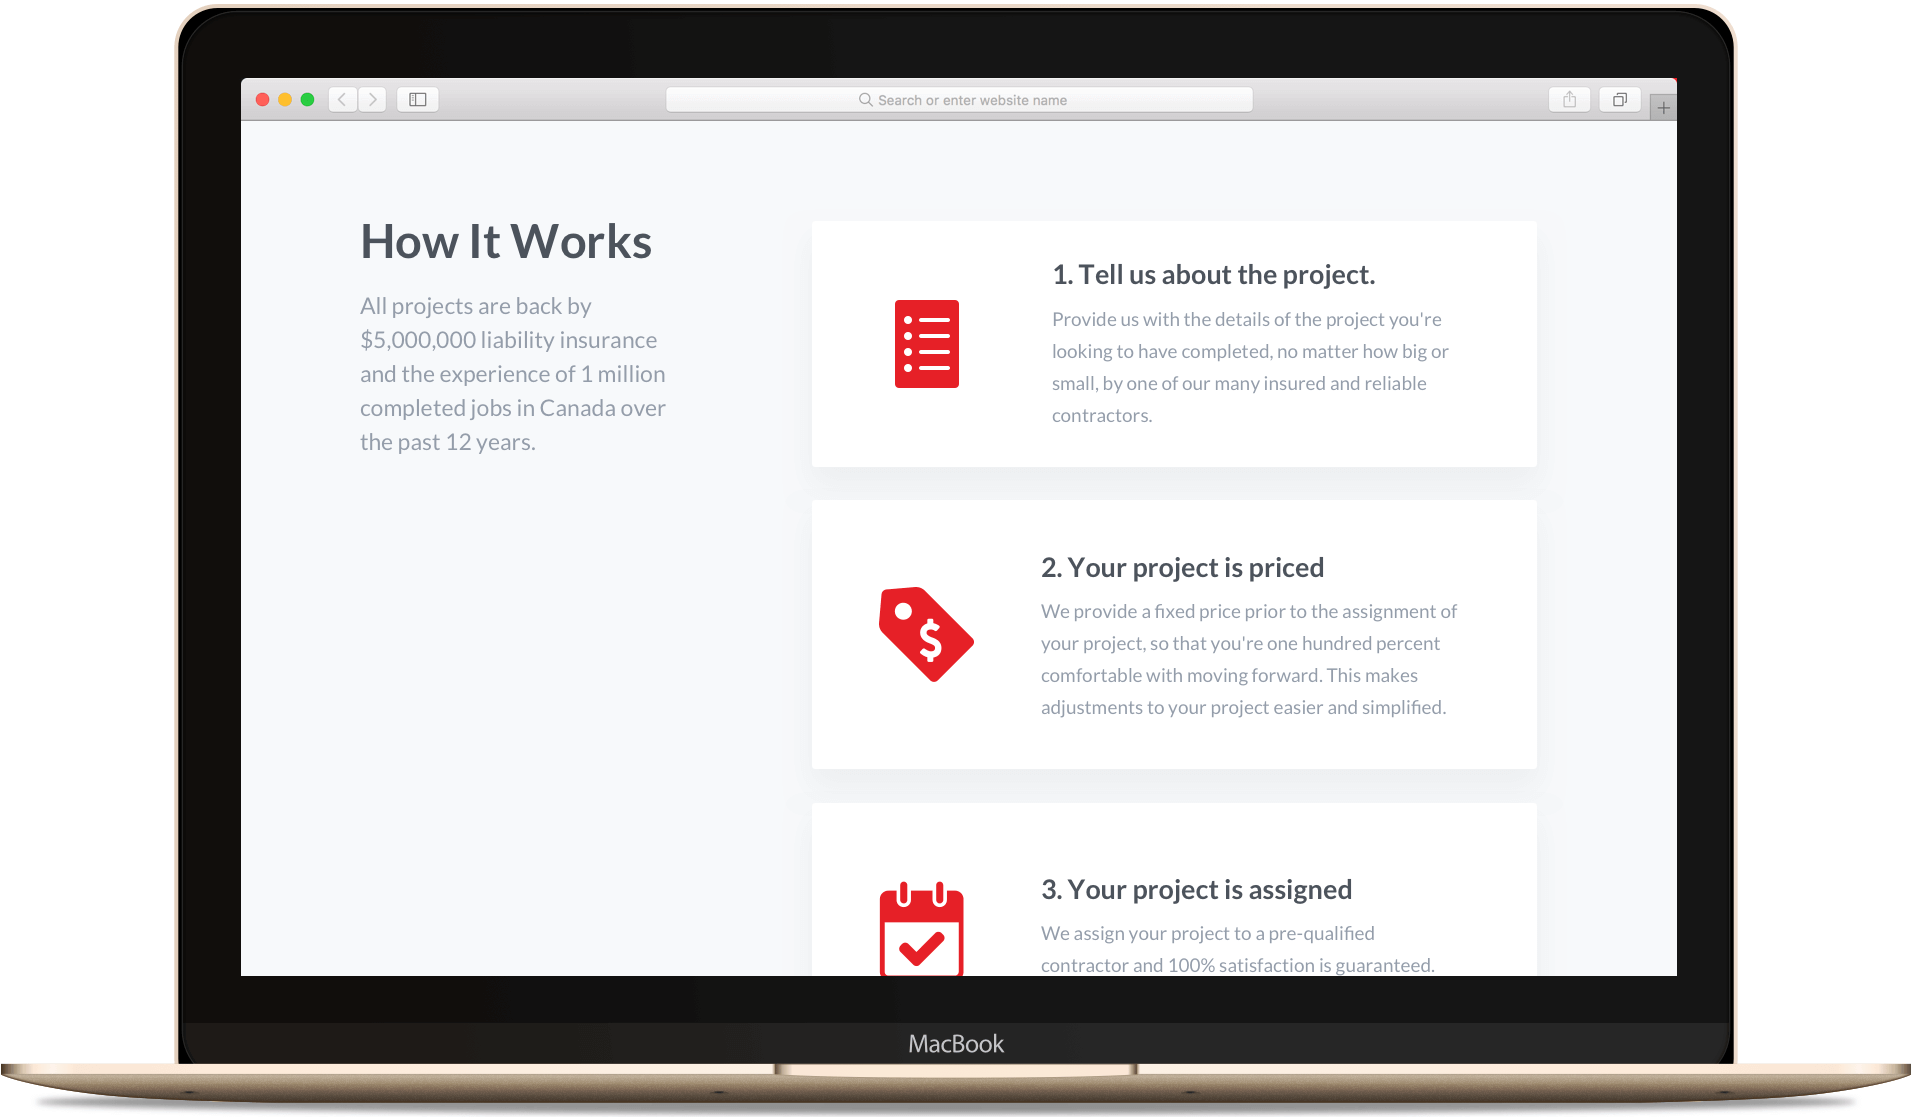 Search or enter website name
How It Works
All projects are back by
$5,000,000 liability insurance
and the experience of 1 million
completed jobs in Canada over
the past 12 years.
1. Tell us about the project.
Provide us with the details of the project you're
looking to have completed, no matter how big or
small, by one of our many insured and reliable
contractors.
$
2. Your project is priced
We provide a fixed price prior to the assignment of
your project, so that you're one hundred percent
comfortable with moving forward. This makes
adjustments to your project easier and simplified.
3. Your project is assigned
We assign your project to a pre-qualified
contractor and 100% satisfaction is guaranteed.
MacBook